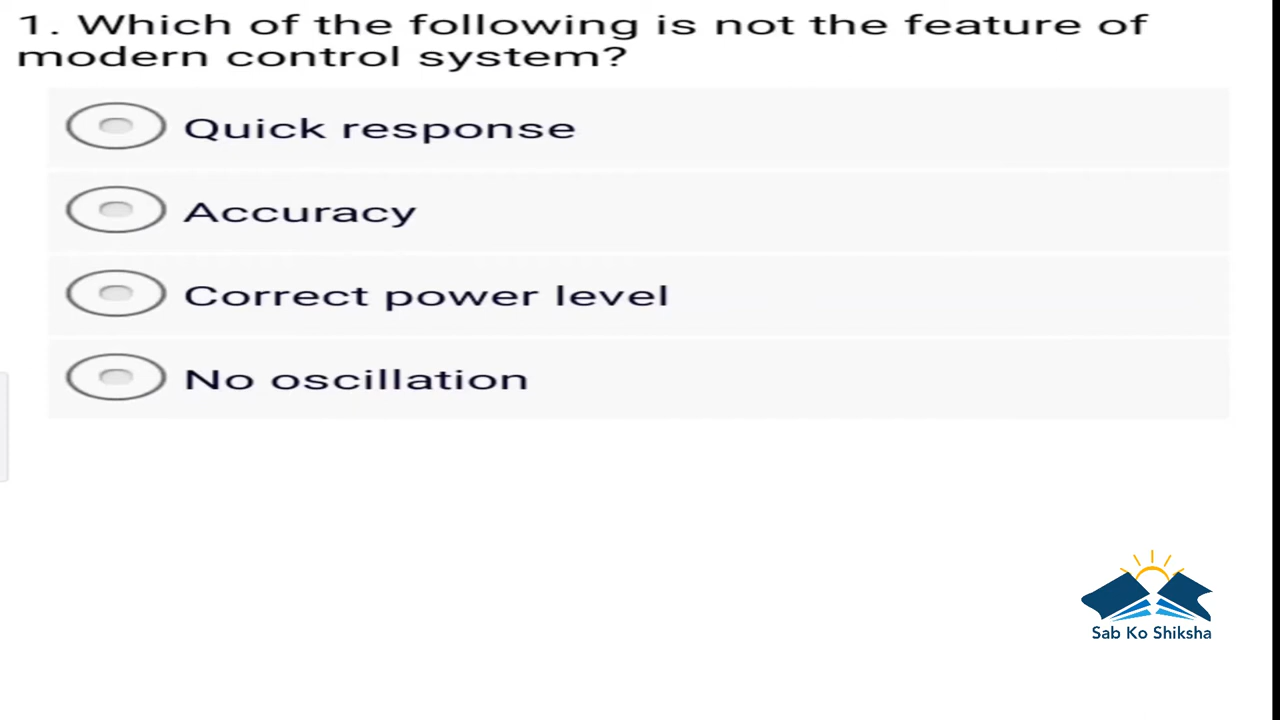 1. Which of the following is not the feature of
modern control system?
Quick response
Accuracy
Correct power level
No oscillation
Sab Ko Shiksha